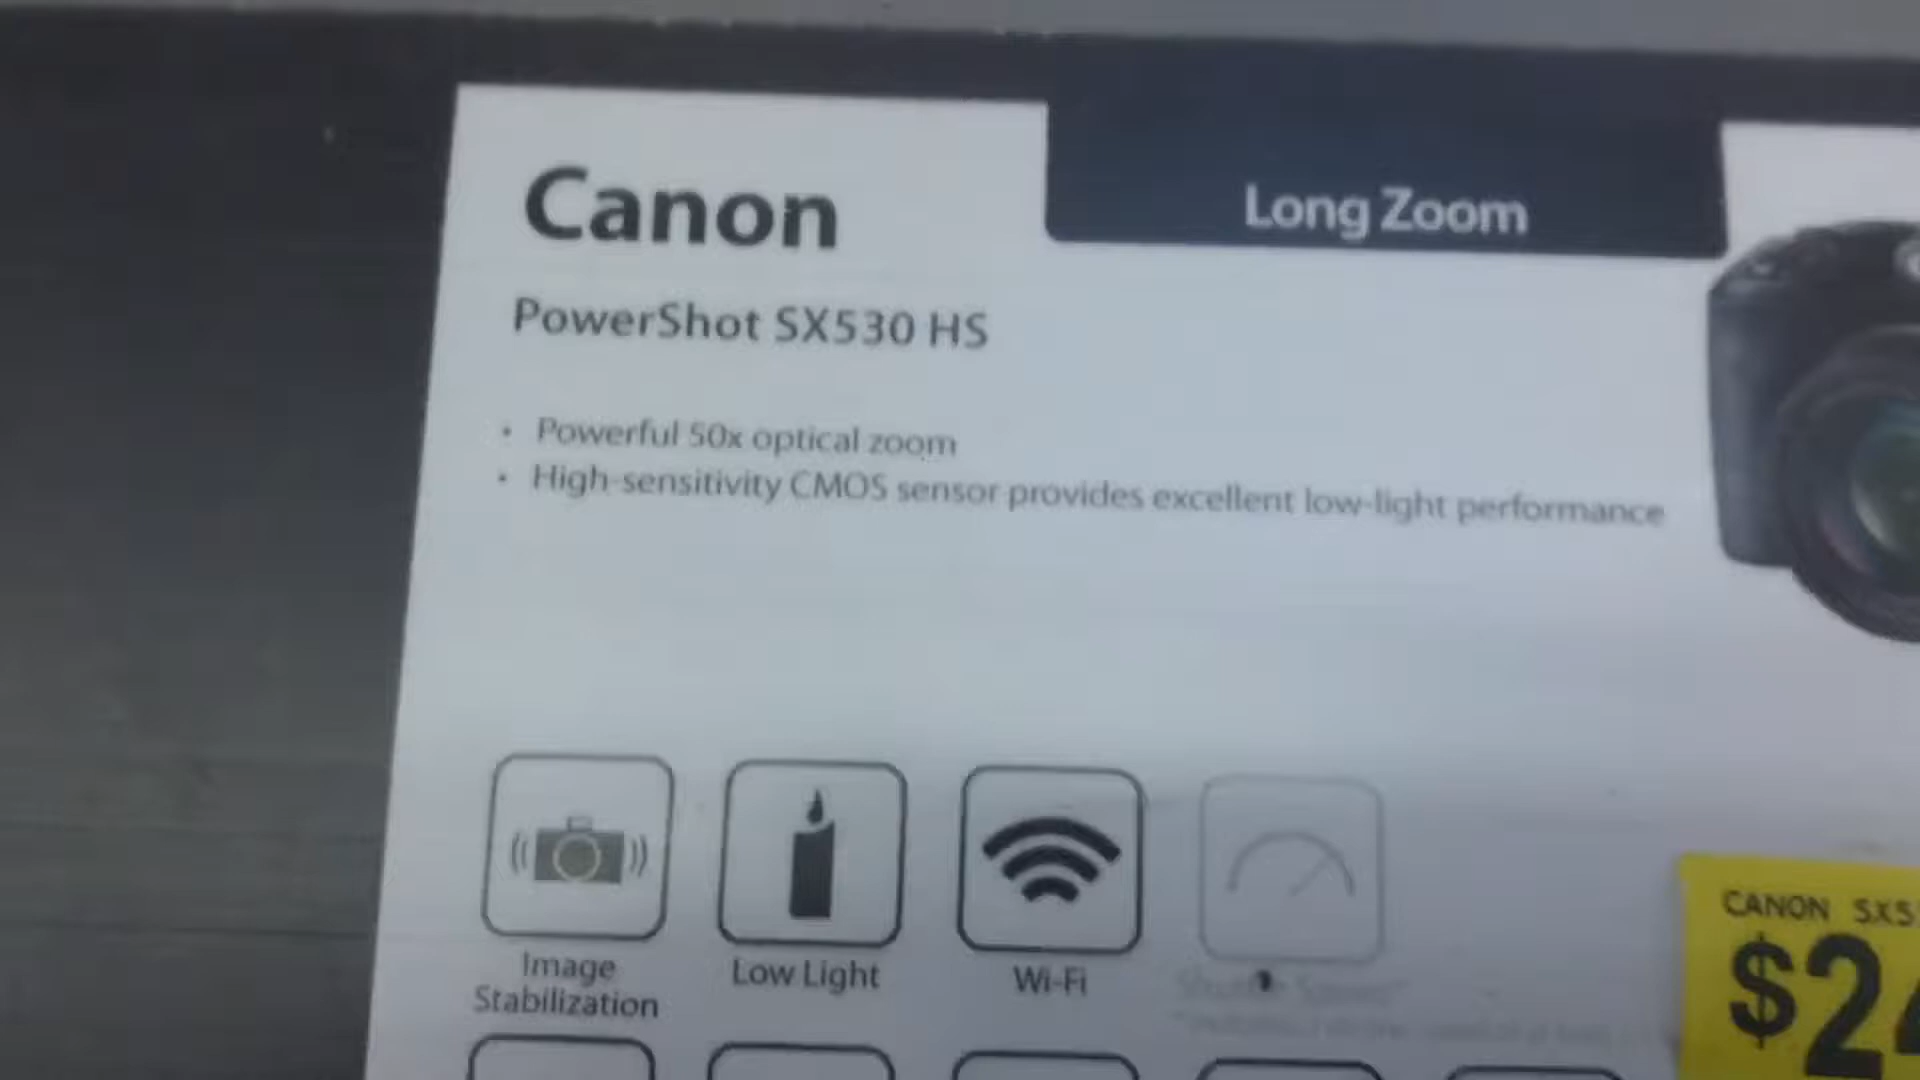 Canon
Long Zoom
PowerShot SX530 HS
• Powerful 50x optical zoom
• High-sensitivity CMOS sensor provides excellent low-light performance
Image
Stabilization
Low Light
Wi-Fi
CANON SX5
$2